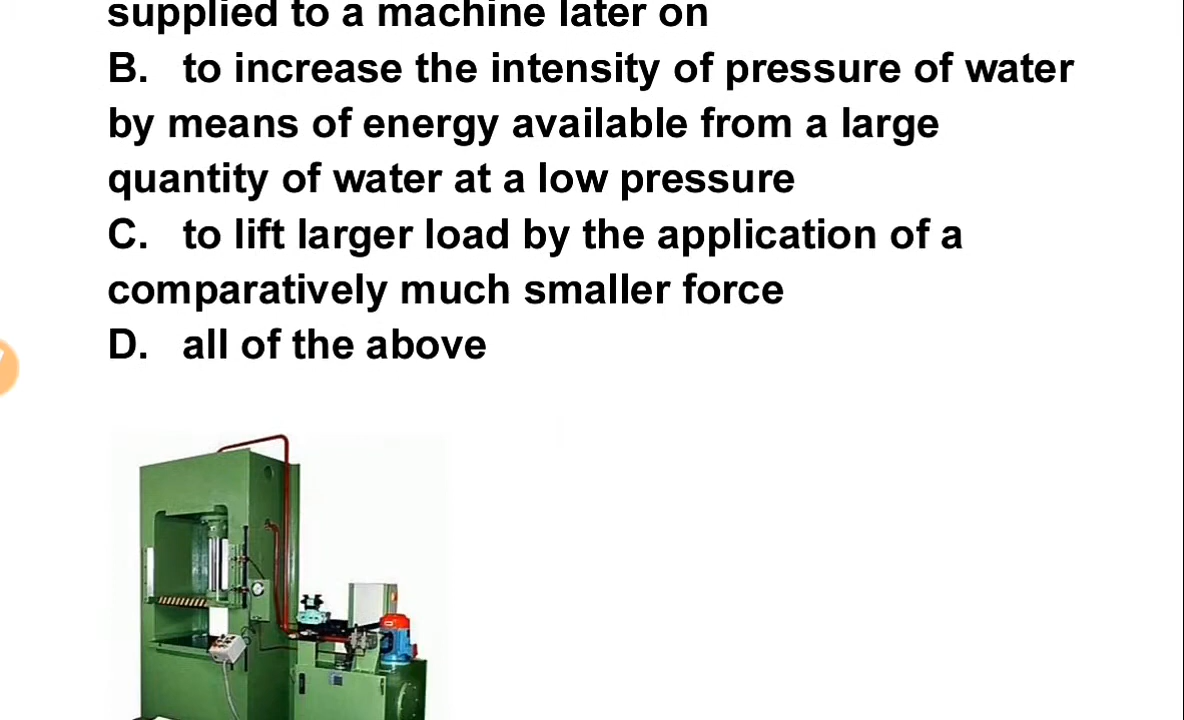 supplied to a machine later on
B. to increase the intensity of pressure of water
by means of energy available from a large
quantity of water at a low pressure
C. to lift larger load by the application of a
comparatively much smaller force
D. all of the above